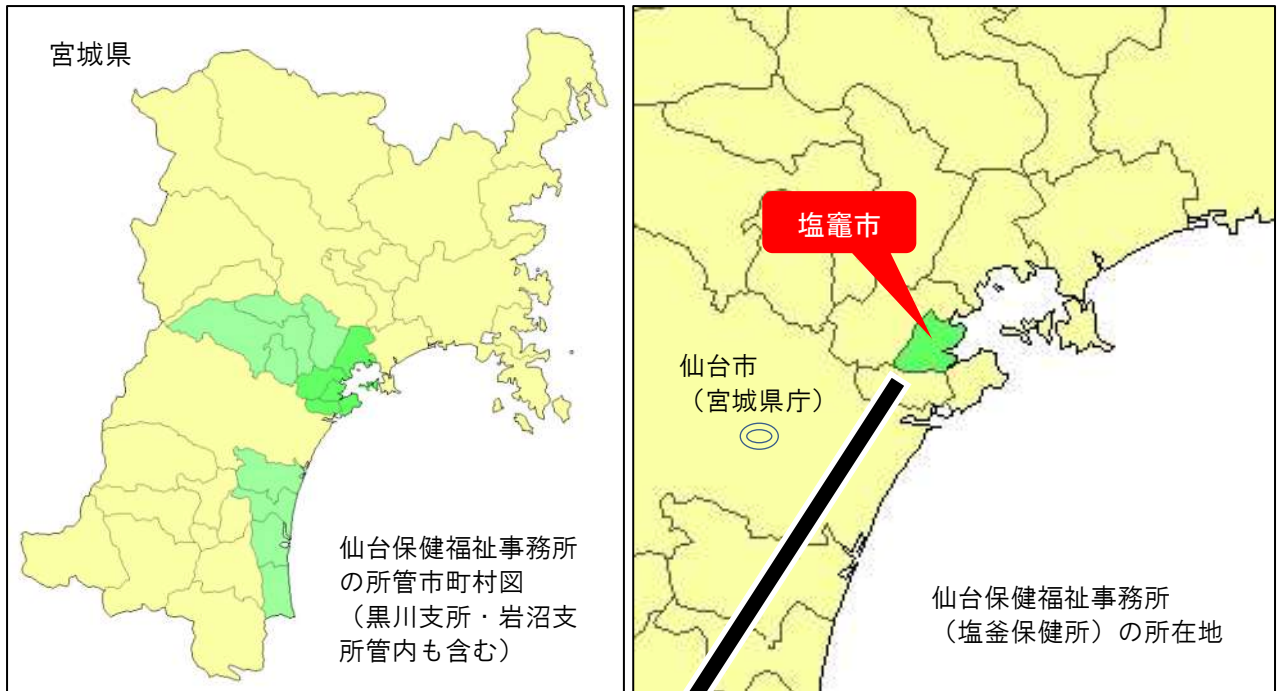 宮城県
仙台保健福祉事務所
の所管市町村図
（黒川支所・岩沼支
所管内も含む）
塩竈市
仙台市
（宮城県庁）
仙台保健福祉事務所
（塩釜保健所）の所在地